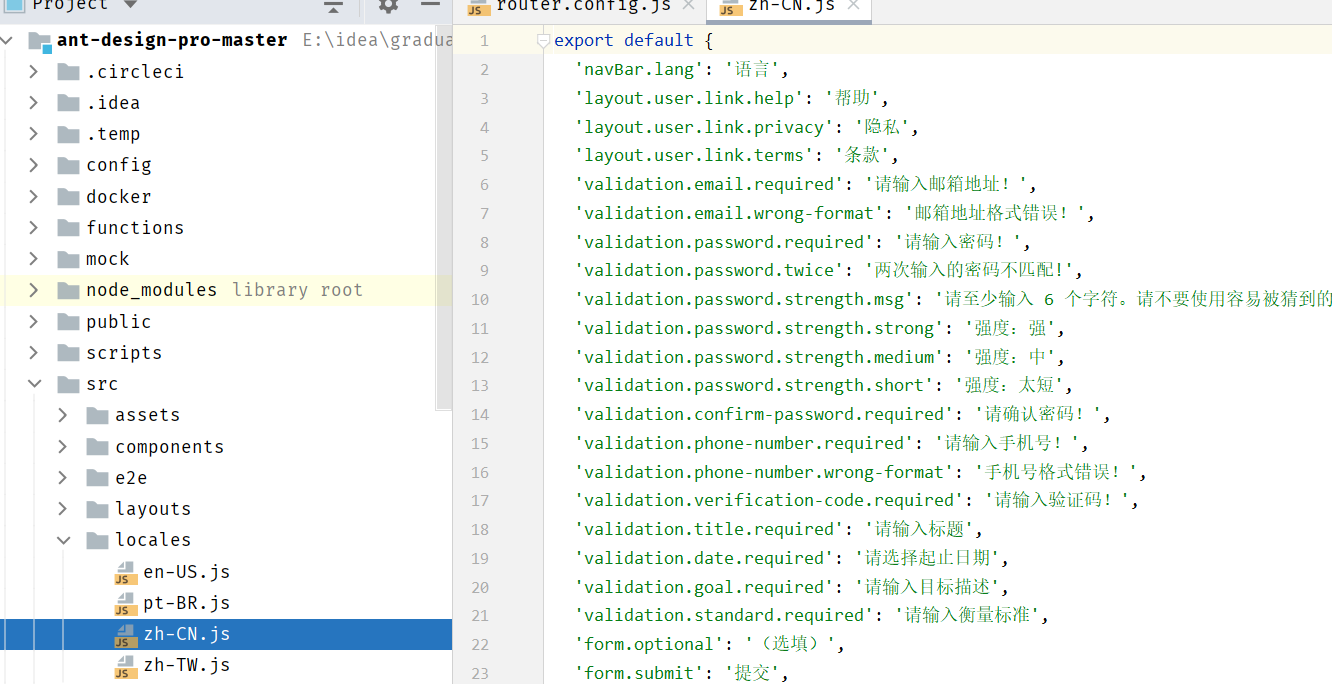 Project
ant-design-pro-master E:\idea\gradua
.circleci
.idea
.temp
config
docker
functions
mock
node_modules library root
public
scripts
src
assets
components
e2e
layouts
locales
JS en-US.js
JS pt-BR.js
JS zh-CN.js
JS zh-TW.js
JS router.config.js
JS zh-CN.js
1 export default {
2 'navBar.lang': '语言',
3 'layout.user.link.help': '帮助',
4 'layout.user.link.privacy': '隐私',
5 'layout.user.link.terms': '条款',
6 'validation.email.required': '请输入邮箱地址！',
7 'validation.email.wrong-format': '邮箱地址格式错误！',
8 'validation.password.required': '请输入密码！',
9 'validation.password.twice': '两次输入的密码不匹配!',
10 'validation.password.strength.msg': '请至少输入 6 个字符。请不要使用容易被猜到的
11 'validation.password.strength.strong': '强度：强',
12 'validation.password.strength.medium': '强度：中',
13 'validation.password.strength.short': '强度：太短',
14 'validation.confirm-password.required': '请确认密码！',
15 'validation.phone-number.required': '请输入手机号！',
16 'validation.phone-number.wrong-format': '手机号格式错误！',
17 'validation.verification-code.required': '请输入验证码！',
18 'validation.title.required': '请输入标题',
19 'validation.date.required': '请选择起止日期',
20 'validation.goal.required': '请输入目标描述',
21 'validation.standard.required': '请输入衡量标准',
22 'form.optional': '（选填）',
23 'form.submit': '提交',